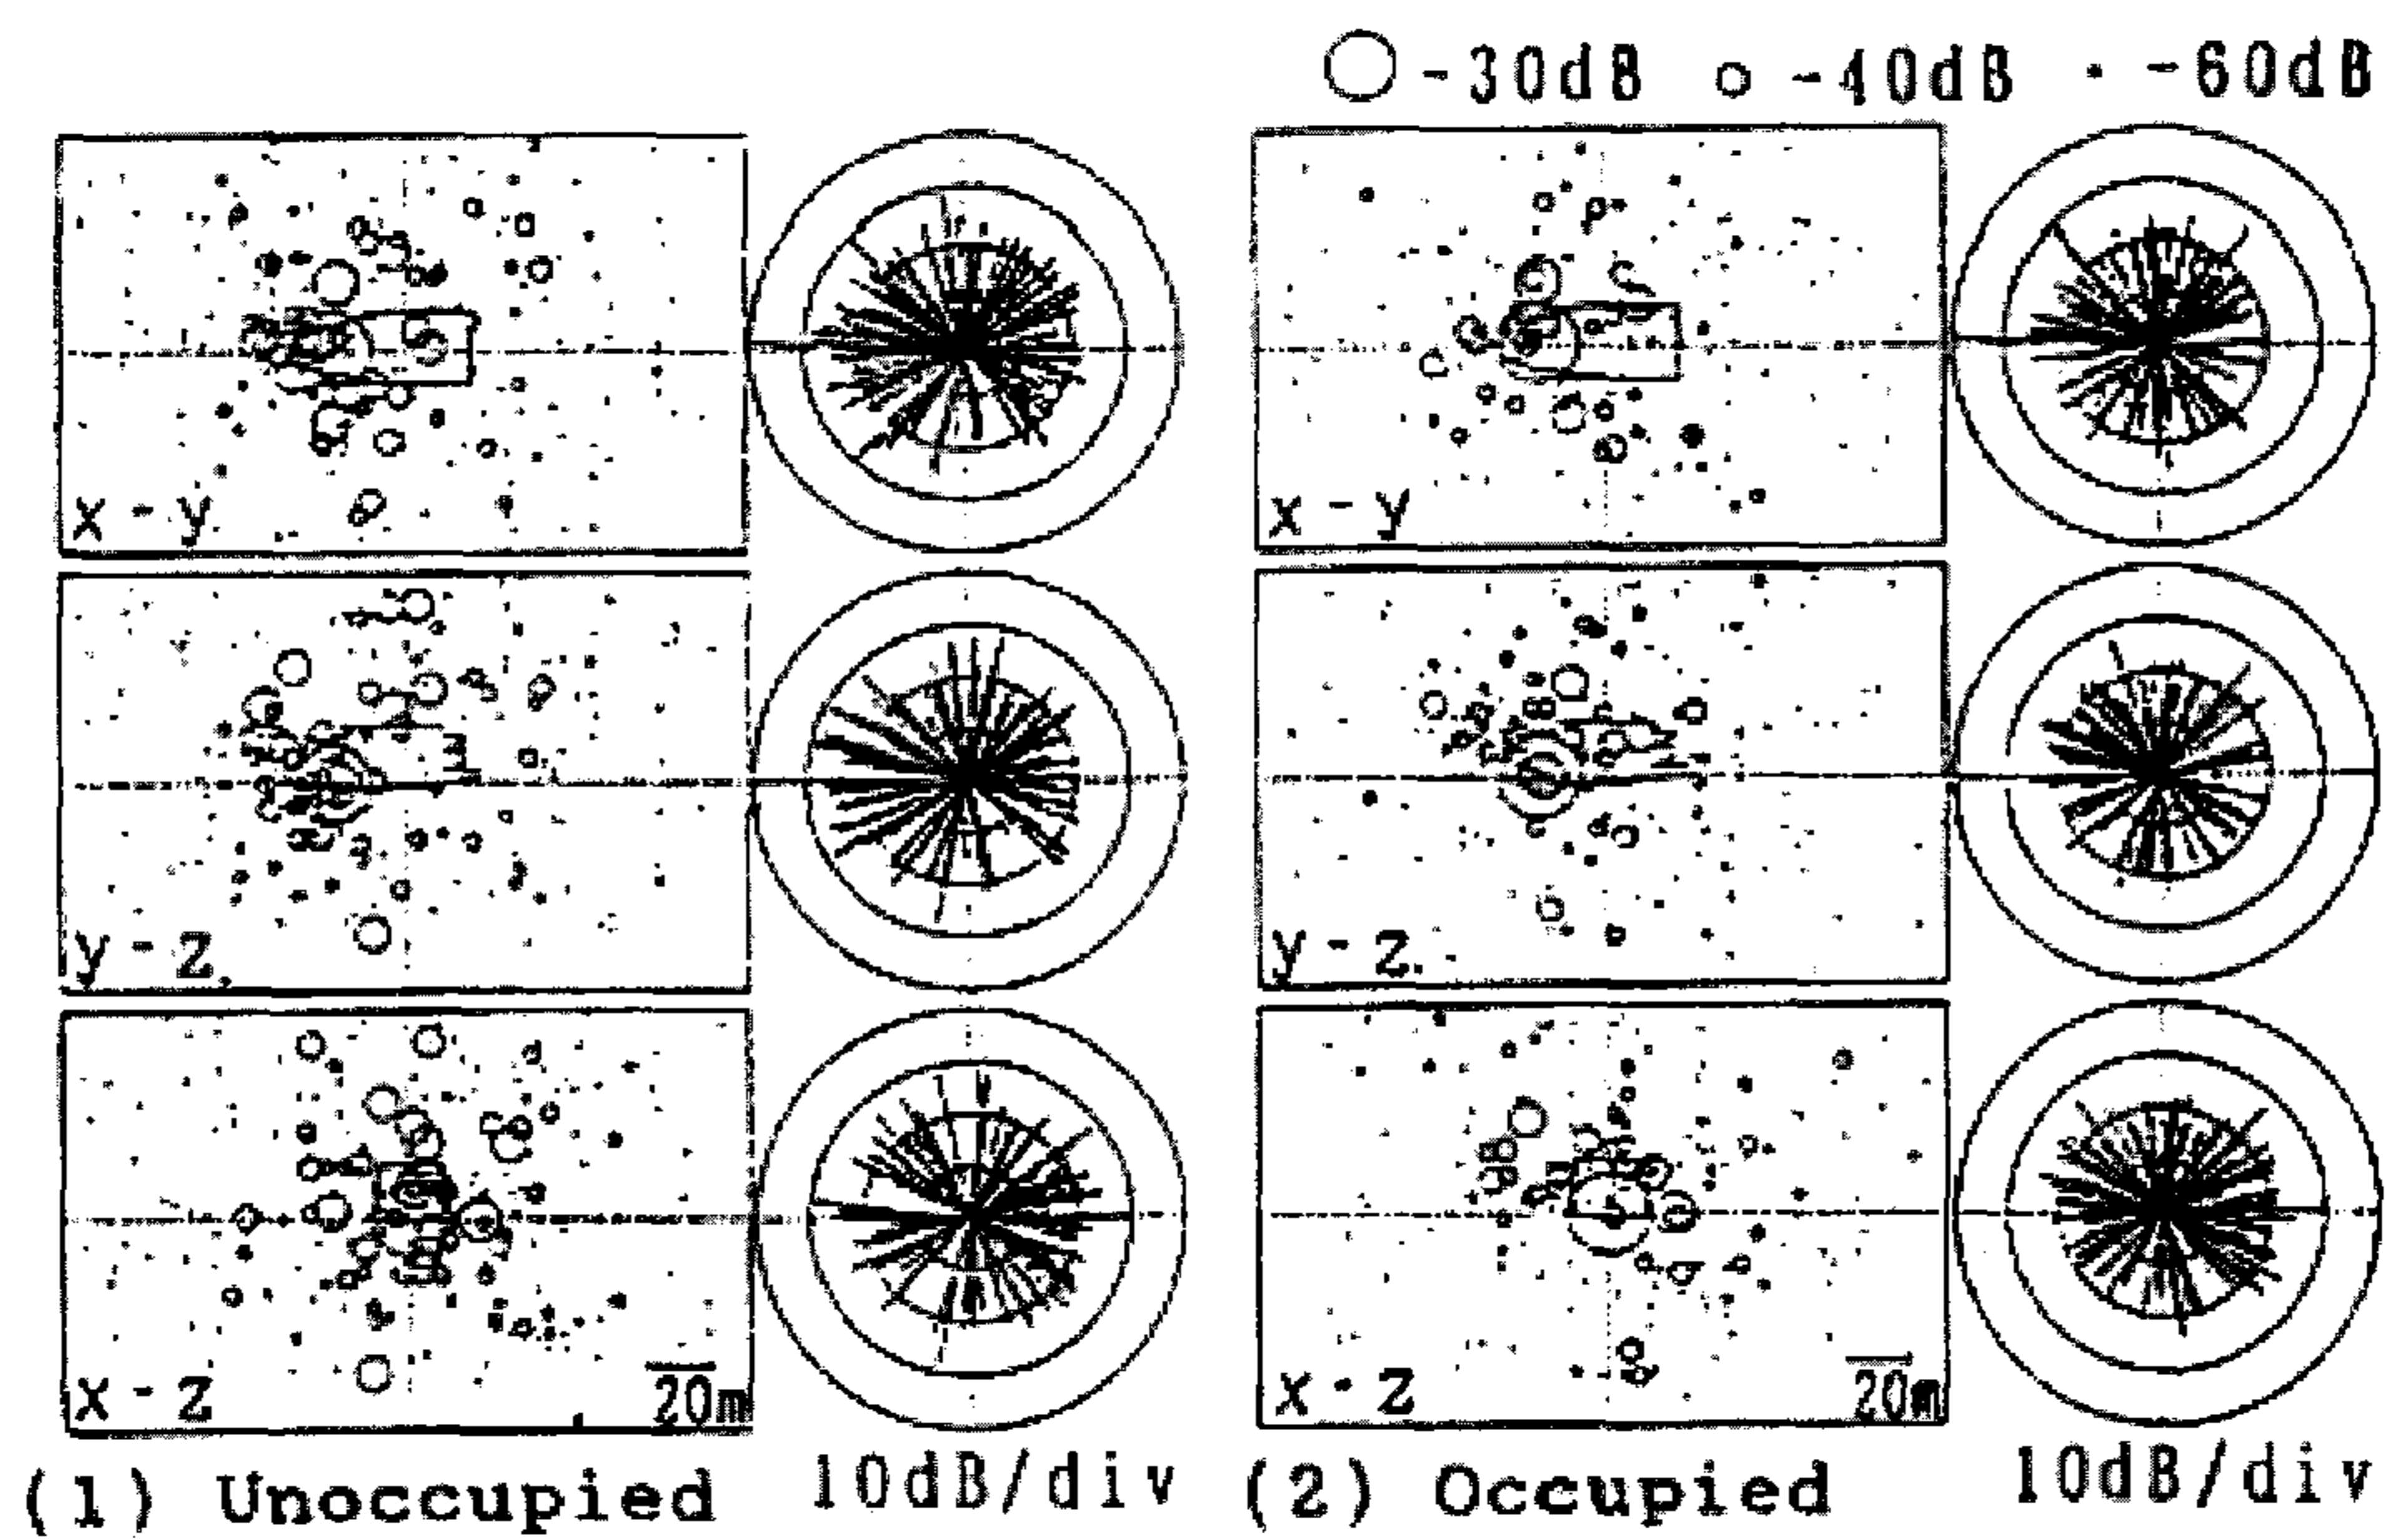 -30dB -40dB -60dB
x-y
x-y
y-z
y-z
x-z 20m
x-z 20m
(1) Unoccupied 10dB/div (2) Occupied 10dB/div